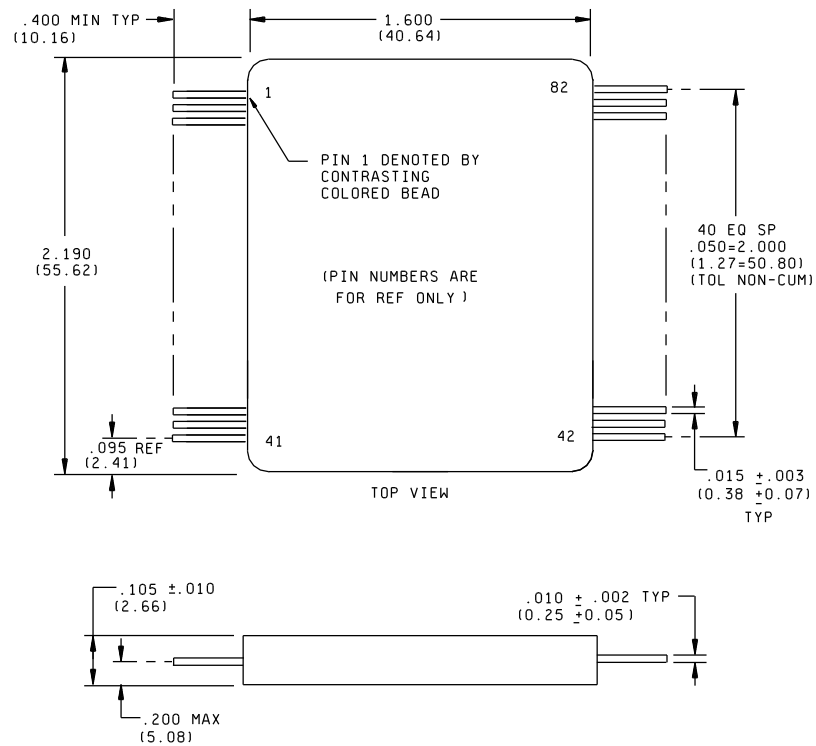 .400 MIN TYP
(10.16)
1.600
(40.64)
1
82
PIN 1 DENOTED BY
CONTRASTING
COLORED BEAD
2.190
(55.62)
40 EQ SP
.050=2.000
(1.27=50.80)
(TOL NON-CUM)
(PIN NUMBERS ARE
FOR REF ONLY)
.095 REF
(2.41)
41
42
.015 ±.003
(0.38 ±0.07)
TYP
TOP VIEW
.105 ±.010
(2.66)
.010 ± .002 TYP
(0.25 ±0.05)
.200 MAX
(5.08)